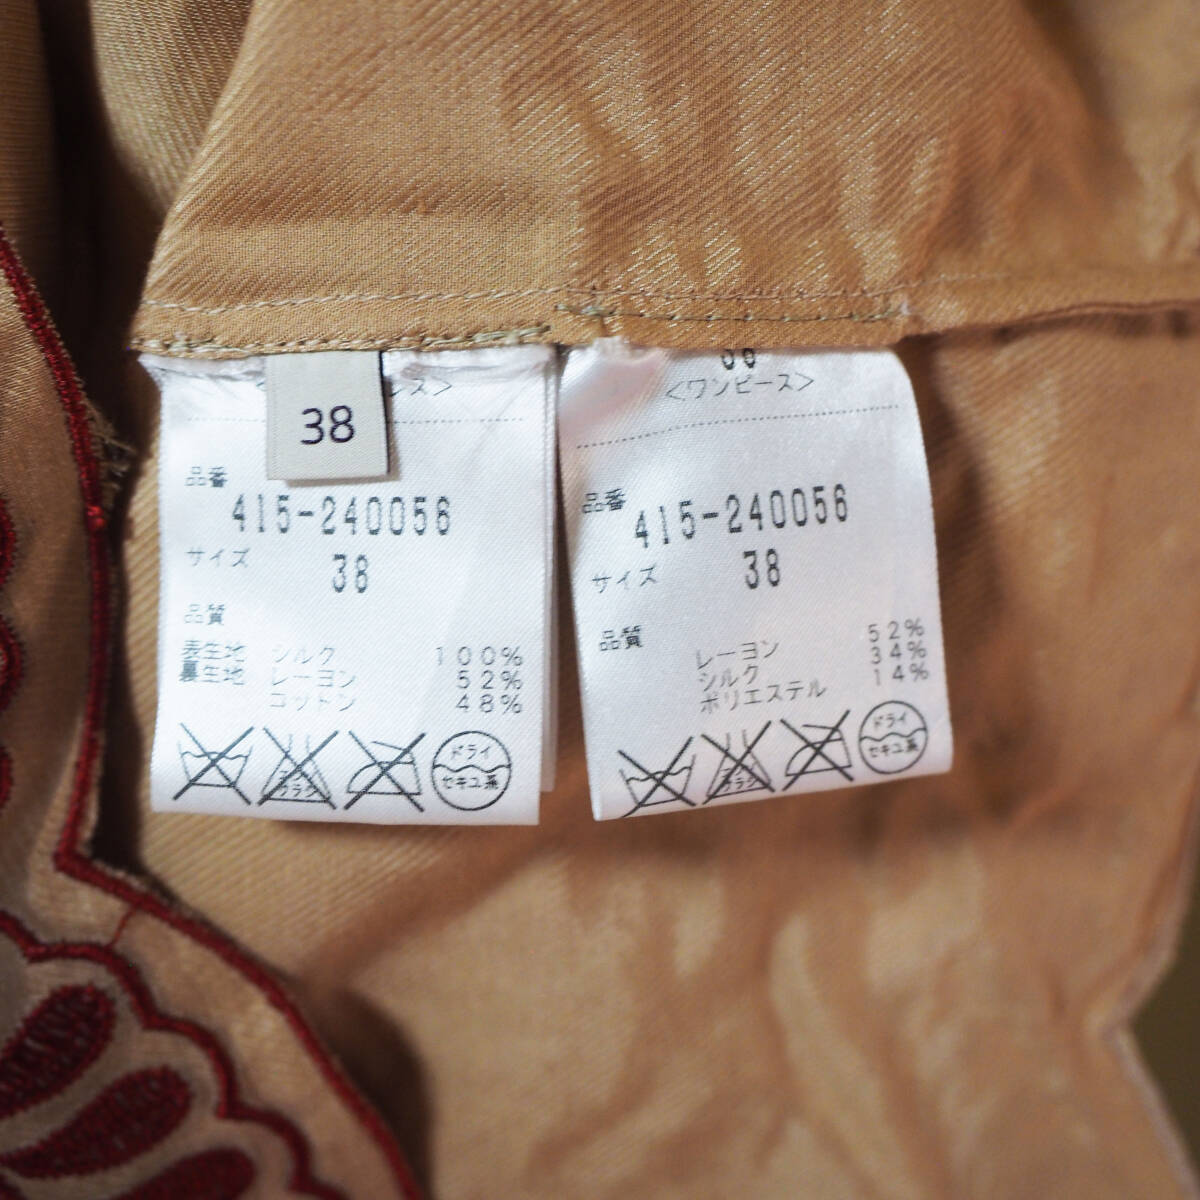 38
品番
415-240056
サイズ
38
品質
表生地 シルク 100%
裏生地 レーヨン 52%
コットン 48%
ドライ
セキユ系
<ワンピース>
品番
415-240056
サイズ
38
品質
レーヨン 52%
シルク 34%
ポリエステル 14%
ドライ
セキユ系